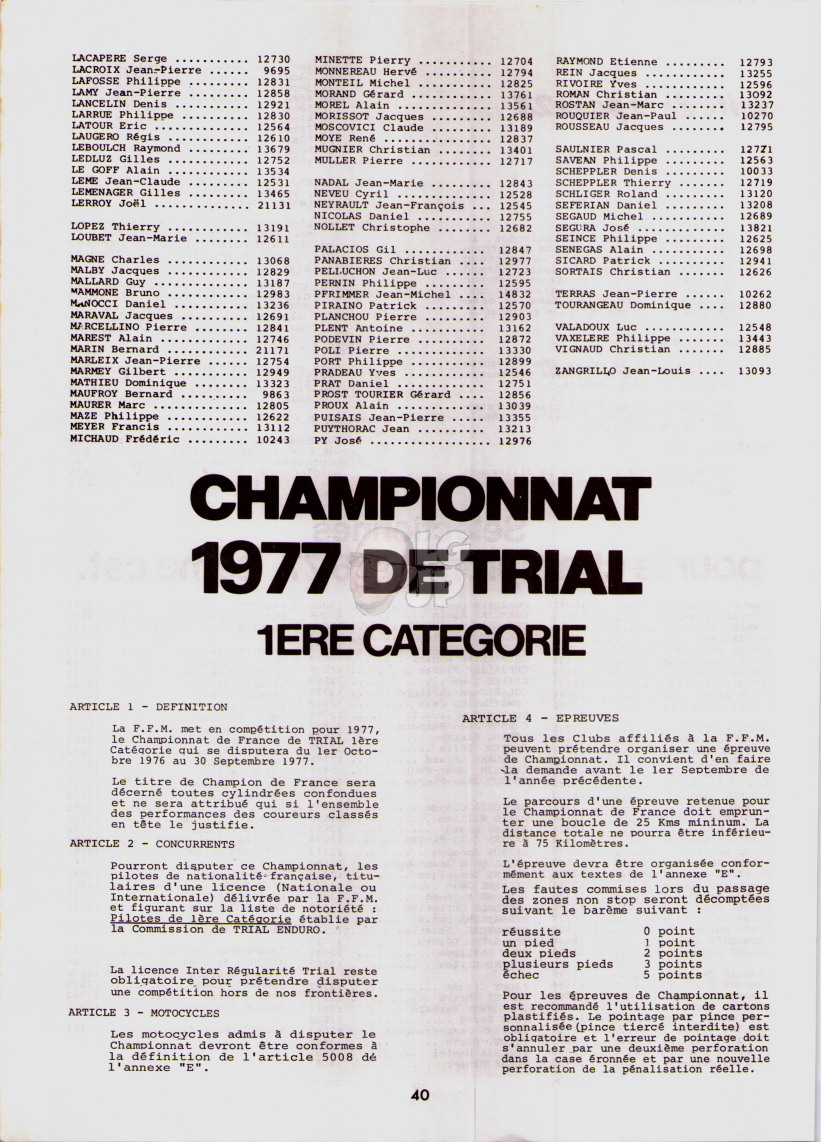 LACAPERE Serge ........... 12730
LACROIX Jean-Pierre ...... 9695
LAFOSSE Philippe ......... 12831
LAMY Jean-Pierre ......... 12858
LANCELIN Denis ........... 12921
LARRUE Philippe .......... 12830
LATOUR Eric .............. 12564
LAUGERO Régis ............ 12610
LEBOULCH Raymond ......... 13679
LEDLUZ Gilles ............ 12752
LE GOFF Alain ............ 13534
LEME Jean-Claude ......... 12531
LEMENAGER Gilles ......... 13465
LERROY Joël .............. 21131
LOPEZ Thierry ............ 13191
LOUBET Jean-Marie ........ 12611
MAGNE Charles ............ 13068
MALBY Jacques ............ 12829
MALLARD Guy .............. 13187
MAMMONE Bruno ............ 12983
MANOCCI Daniel ........... 13236
MARAVAL Jacques .......... 12691
MARCELLINO Pierre ........ 12841
MAREST Alain ............. 12746
MARIN Bernard ............ 21171
MARLEIX Jean-Pierre ...... 12754
MARMEY Gilbert ........... 12949
MATHIEU Dominique ........ 13323
MAUFROY Bernard .......... 9863
MAURER Marc .............. 12805
MAZE Philippe ............ 12622
MEYER Francis ............ 13112
MICHAUD Frédéric ......... 10243
MINETTE Pierry ........... 12704
MONNEREAU Hervé .......... 12794
MONTEIL Michel ........... 12825
MORAND Gérard ............ 13761
MOREL Alain .............. 13561
MORISSOT Jacques ......... 12688
MOSCOVICI Claude ......... 13189
MOYE René ................ 12837
MUGNIER Christian ........ 13401
MULLER Pierre ............ 12717
NADAL Jean-Marie ......... 12843
NEVEU Cyril .............. 12528
NEYRAULT Jean-François ... 12545
NICOLAS Daniel ........... 12755
NOLLET Christophe ........ 12682
PALACIOS Gil ............. 12847
PANABIERES Christian .... 12977
PELLUCHON Jean-Luc ....... 12723
PERNIN Philippe .......... 12595
PFRIMMER Jean-Michel .... 14832
PIRAINO Patrick .......... 12570
PLANCHOU Pierre .......... 12903
PLENT Antoine ............ 13162
PODEVIN Pierre ........... 12872
POLI Pierre .............. 13330
PORT Philippe ............ 12899
PRADEAU Yves ............. 12546
PRAT Daniel .............. 12751
PROST TOURIER Gérard .... 12856
PROUX Alain .............. 13039
PUISAIS Jean-Pierre ..... 13355
PUYTHORAC Jean .......... 13213
PY José ................. 12976
RAYMOND Etienne ......... 12793
REIN Jacques ............ 13255
RIVOIRE Yves ............ 12596
ROMAN Christian ......... 13092
ROSTAN Jean-Marc ........ 13237
ROUQUIER Jean-Paul ...... 10270
ROUSSEAU Jacques ........ 12795
SAULNIER Pascal ......... 12771
SAVEAN Philippe ......... 12563
SCHEPPLER Denis ......... 10033
SCHEPPLER Thierry ....... 12719
SCHLIGER Roland ......... 13120
SEFERIAN Daniel ......... 13208
SEGAUD Michel ........... 12689
SEGURA José ............. 13821
SEINCE Philippe ......... 12625
SENEGAS Alain ........... 12698
SICARD Patrick .......... 12941
SORTAIS Christian ....... 12626
TERRAS Jean-Pierre ...... 10262
TOURANGEAU Dominique .... 12880
VALADOUX Luc ............ 12548
VAXELERE Philippe ....... 13443
VIGNAUD Christian ....... 12885
ZANGRILLO Jean-Louis .... 13093
CHAMPIONNAT
1977 DE TRIAL
1ERE CATEGORIE
BIG UP
ARTICLE 1 - DEFINITION
La F.F.M. met en compétition pour 1977,
le Championnat de France de TRIAL 1ère
Catégorie qui se disputera du 1er Octo-
bre 1976 au 30 Septembre 1977.
Le titre de Champion de France sera
décerné toutes cylindrées confondues
et ne sera attribué qui si l'ensemble
des performances des coureurs classés
en tête le justifie.
ARTICLE 2 - CONCURRENTS
Pourront disputer ce Championnat, les
pilotes de nationalité française, titu-
laires d'une licence (Nationale ou
Internationale) délivrée par la F.F.M.
et figurant sur la liste de notoriété :
Pilotes de 1ère Catégorie établie par
la Commission de TRIAL ENDURO.
La licence Inter Régularité Trial reste
obligatoire pour prétendre disputer
une compétition hors de nos frontières.
ARTICLE 3 - MOTOCYCLES
Les motocycles admis à disputer le
Championnat devront être conformes à
la définition de l'article 5008 dé
l'annexe "E".
ARTICLE 4 - EPREUVES
Tous les Clubs affiliés à la F.F.M.
peuvent prétendre organiser une épreuve
de Championnat. Il convient d'en faire
la demande avant le 1er Septembre de
l'année précédente.
Le parcours d'une épreuve retenue pour
le Championnat de France doit emprun-
ter une boucle de 25 Kms mininum. La
distance totale ne pourra être inférieu-
re à 75 Kilomètres.
L'épreuve devra être organisée confor-
mément aux textes de l'annexe "E".
Les fautes commises lors du passage
des zones non stop seront décomptées
suivant le barème suivant :
réussite 0 point
un pied 1 point
deux pieds 2 points
plusieurs pieds 3 points
échec 5 points
Pour les épreuves de Championnat, il
est recommandé l'utilisation de cartons
plastifiés. Le pointage par pince per-
sonnalisée (pince tiercé interdite) est
obligatoire et l'erreur de pointage doit
s'annuler par une deuxième perforation
dans la case éronnée et par une nouvelle
perforation de la pénalisation réelle.
40